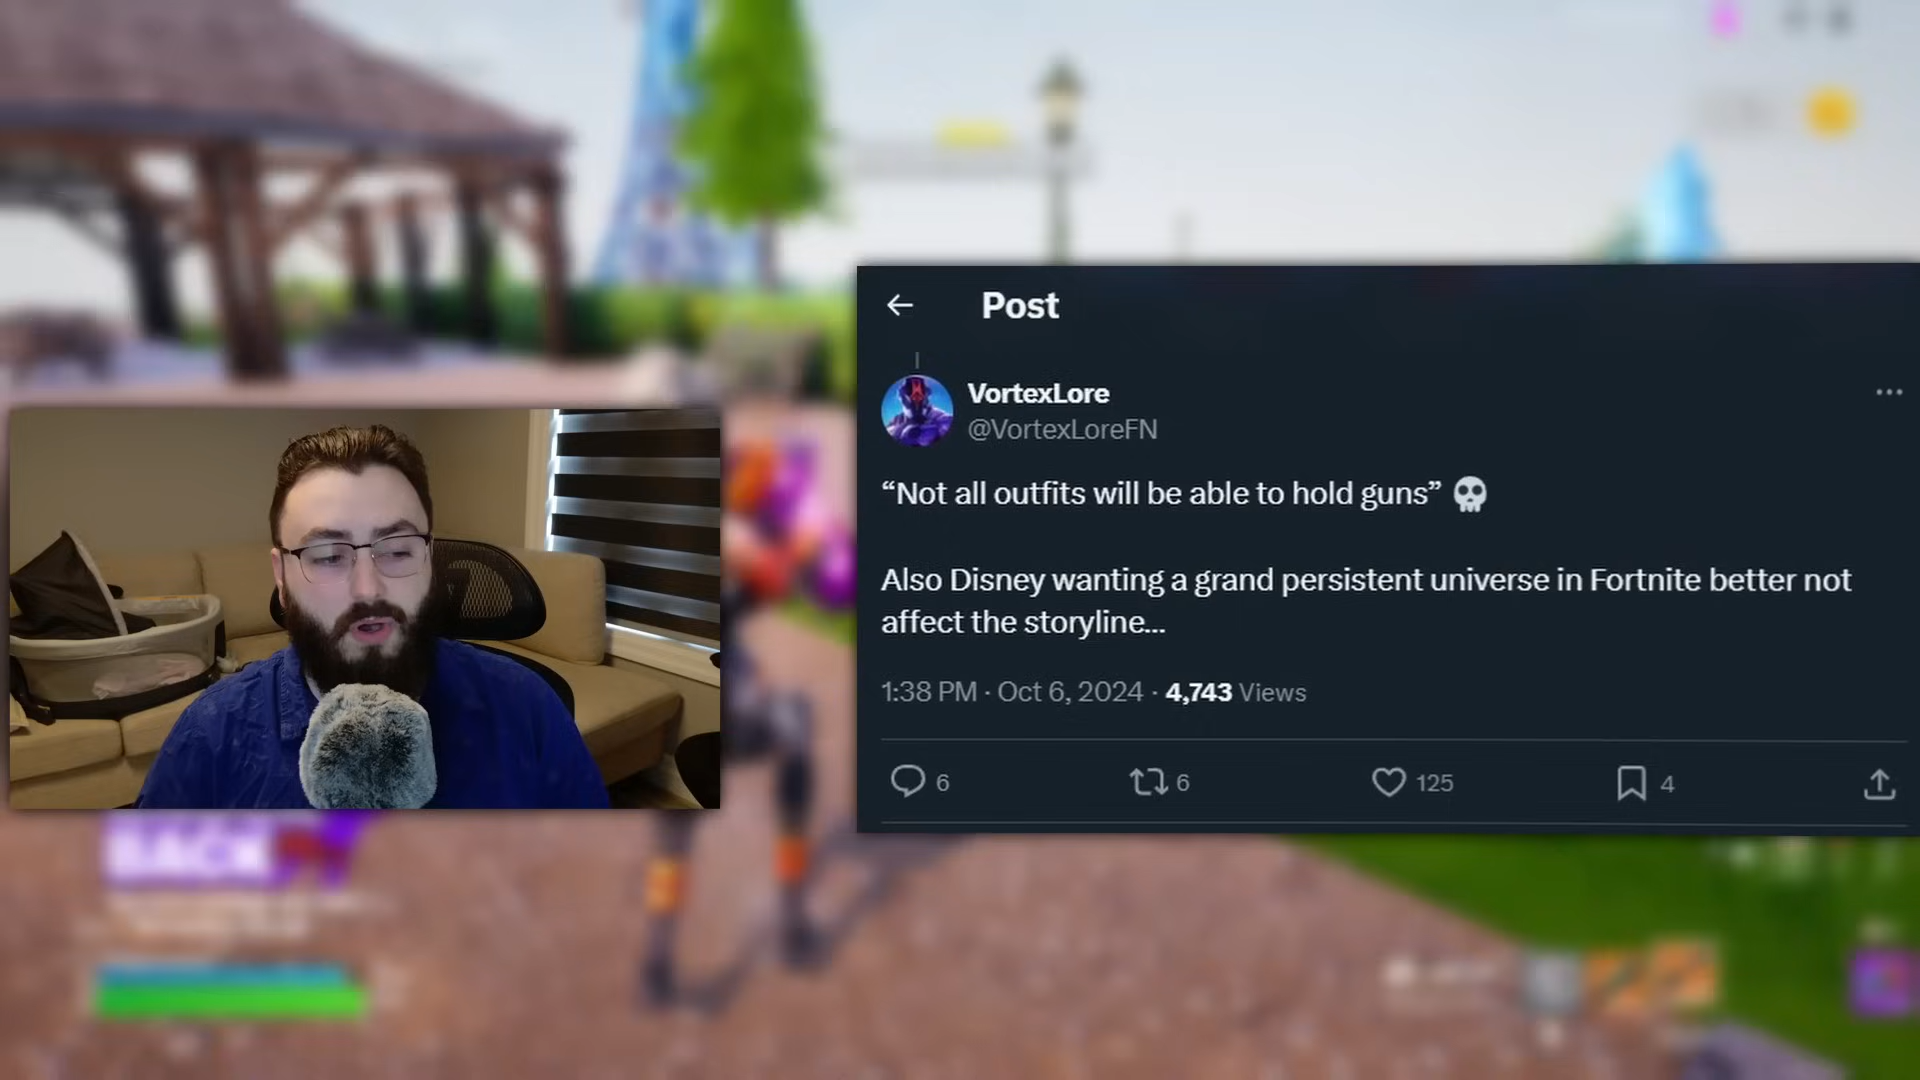 Post
VortexLore
@VortexLoreFN
“Not all outfits will be able to hold guns” 💀
Also Disney wanting a grand persistent universe in Fortnite better not
affect the storyline...
1:38 PM · Oct 6, 2024 · 4,743 Views
6 6 125 4
BACK